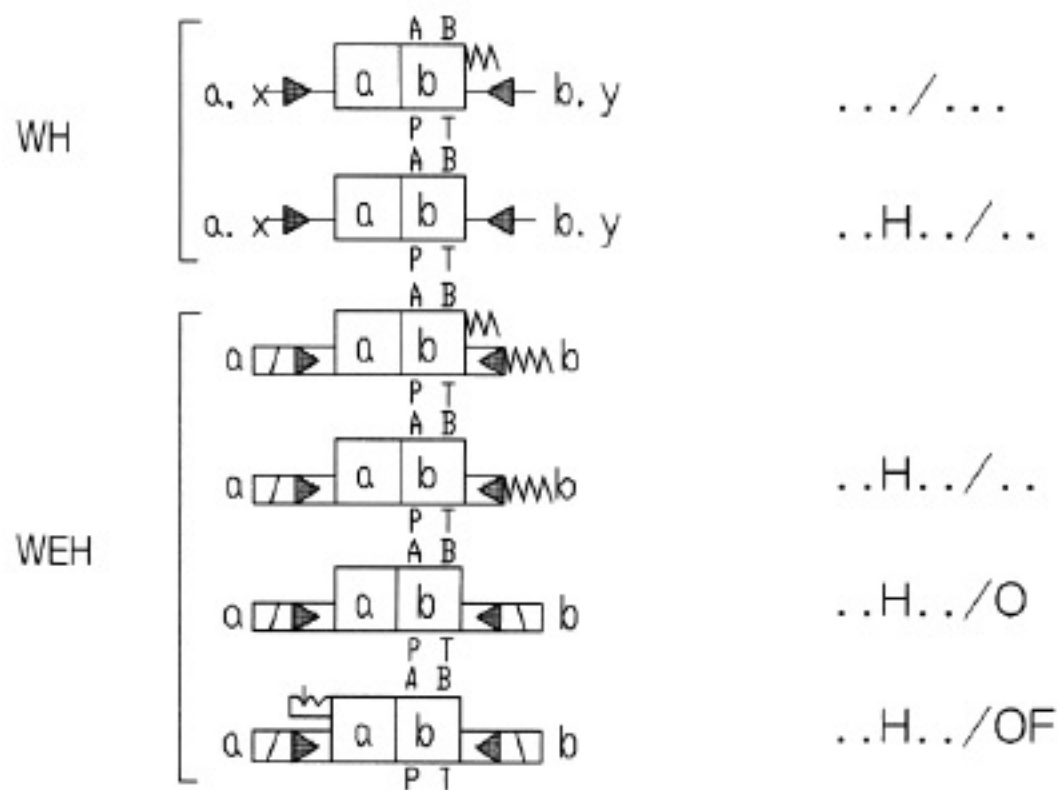 A B
a b
a. x b. y .../...
P T
WH
A B
a b
a. x b. y ..H../..
P T
A B
a b
a b
P T
A B
a b
a b ..H../..
P T
WEH
A B
a b
a b ..H../O
P T
A B
a b
a b ..H../OF
P T